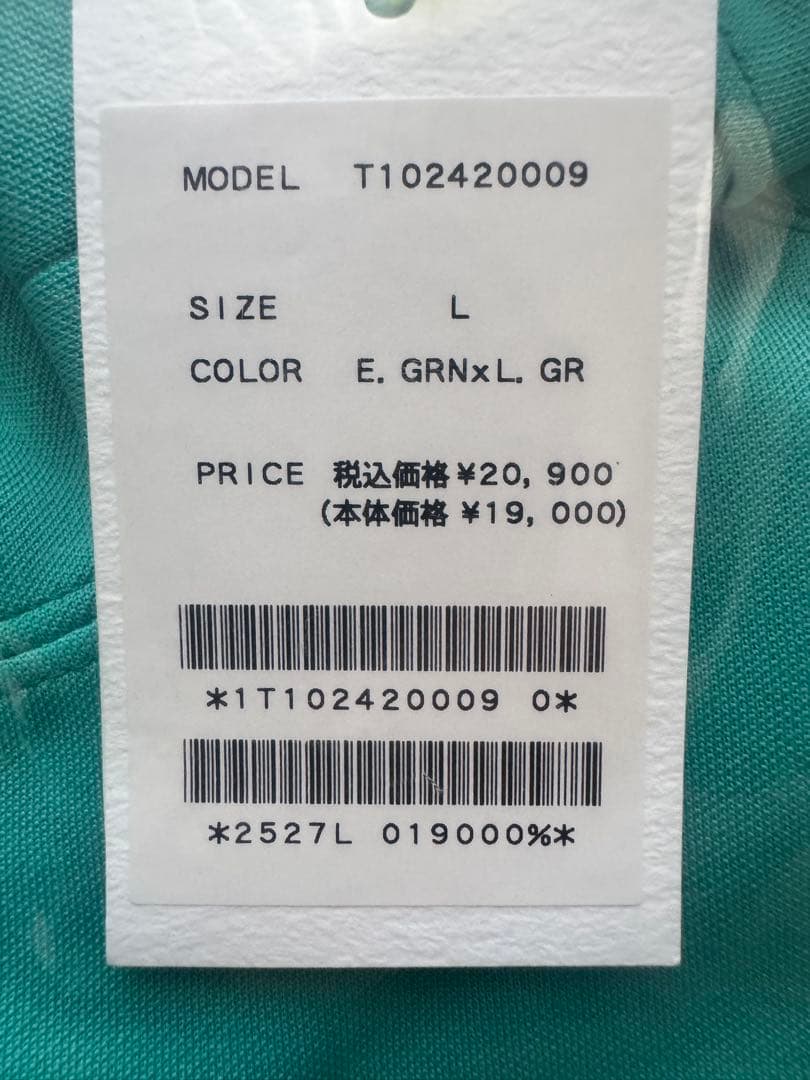 MODEL T102420009
SIZE L
COLOR E. GRNxL. GR
PRICE 税込価格 ¥20, 900
(本体価格 ¥19, 000)
*1T102420009 0*
*2527L 019000%*